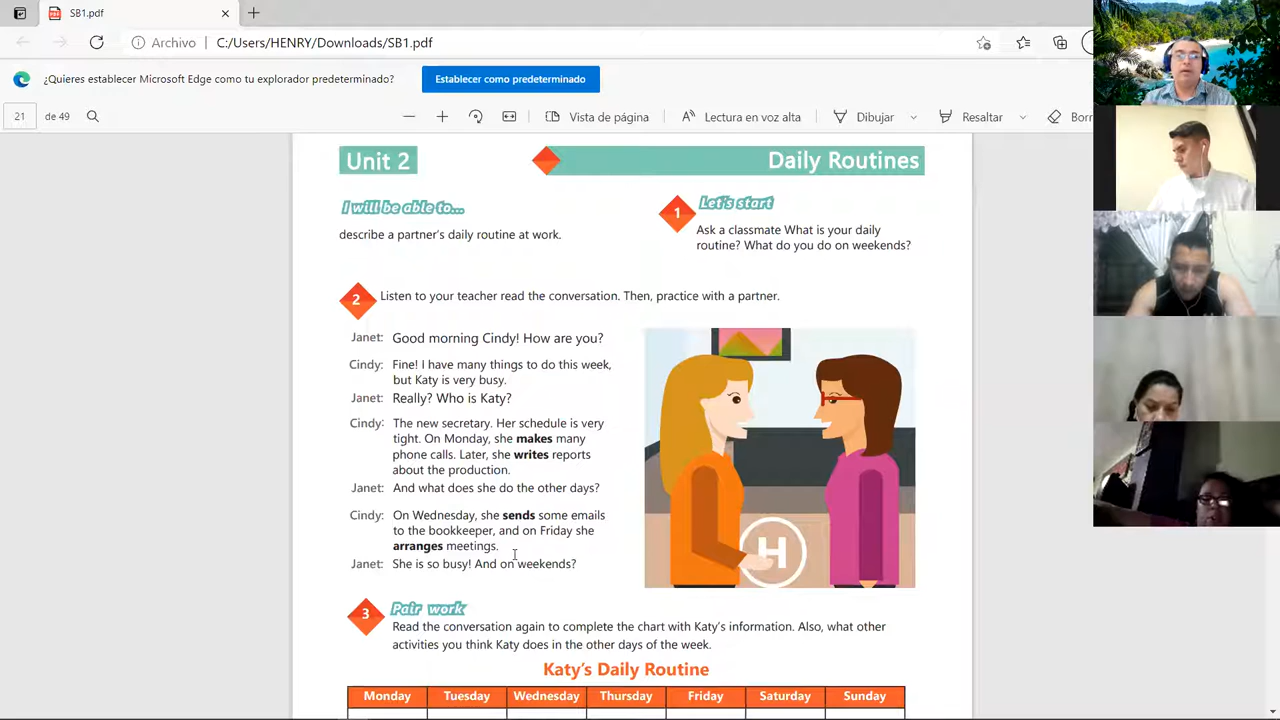 SB1.pdf
Archivo
C:/Users/HENRY/Downloads/SB1.pdf
¿Quieres establecer Microsoft Edge como tu explorador predeterminado?
Establecer como predeterminado
21 de 49
Vista de página
Lectura en voz alta
Dibujar
Resaltar
Bor
Unit 2
Daily Routines
I will be able to...
describe a partner's daily routine at work.
1
Let's start
Ask a classmate What is your daily
routine? What do you do on weekends?
2
Listen to your teacher read the conversation. Then, practice with a partner.
Janet: Good morning Cindy! How are you?
Cindy: Fine! I have many things to do this week,
but Katy is very busy.
Janet: Really? Who is Katy?
Cindy: The new secretary. Her schedule is very
tight. On Monday, she makes many
phone calls. Later, she writes reports
about the production.
Janet: And what does she do the other days?
Cindy: On Wednesday, she sends some emails
to the bookkeeper, and on Friday she
arranges meetings.
Janet: She is so busy! And on weekends?
H
3
Pair work
Read the conversation again to complete the chart with Katy's information. Also, what other
activities you think Katy does in the other days of the week.
Katy's Daily Routine
Monday Tuesday Wednesday Thursday Friday Saturday Sunday